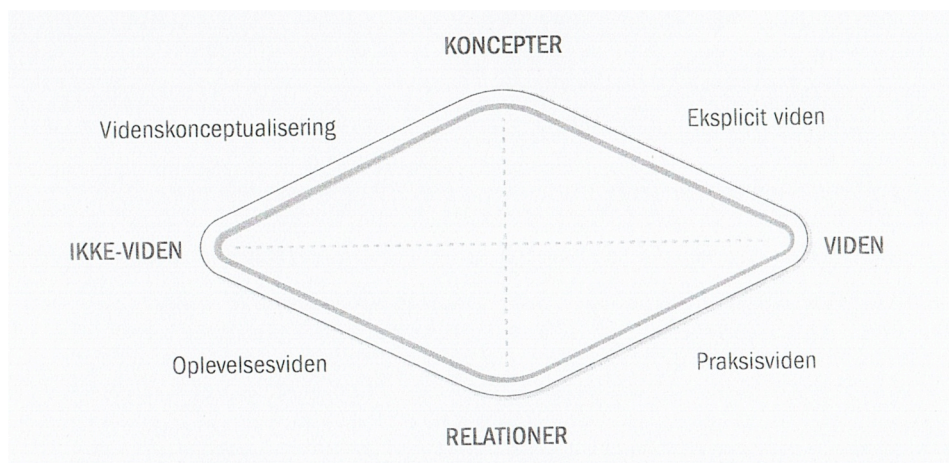 KONCEPTER
Videnskonceptualisering
Eksplicit viden
IKKE-VIDEN
VIDEN
Oplevelsesviden
Praksisviden
RELATIONER